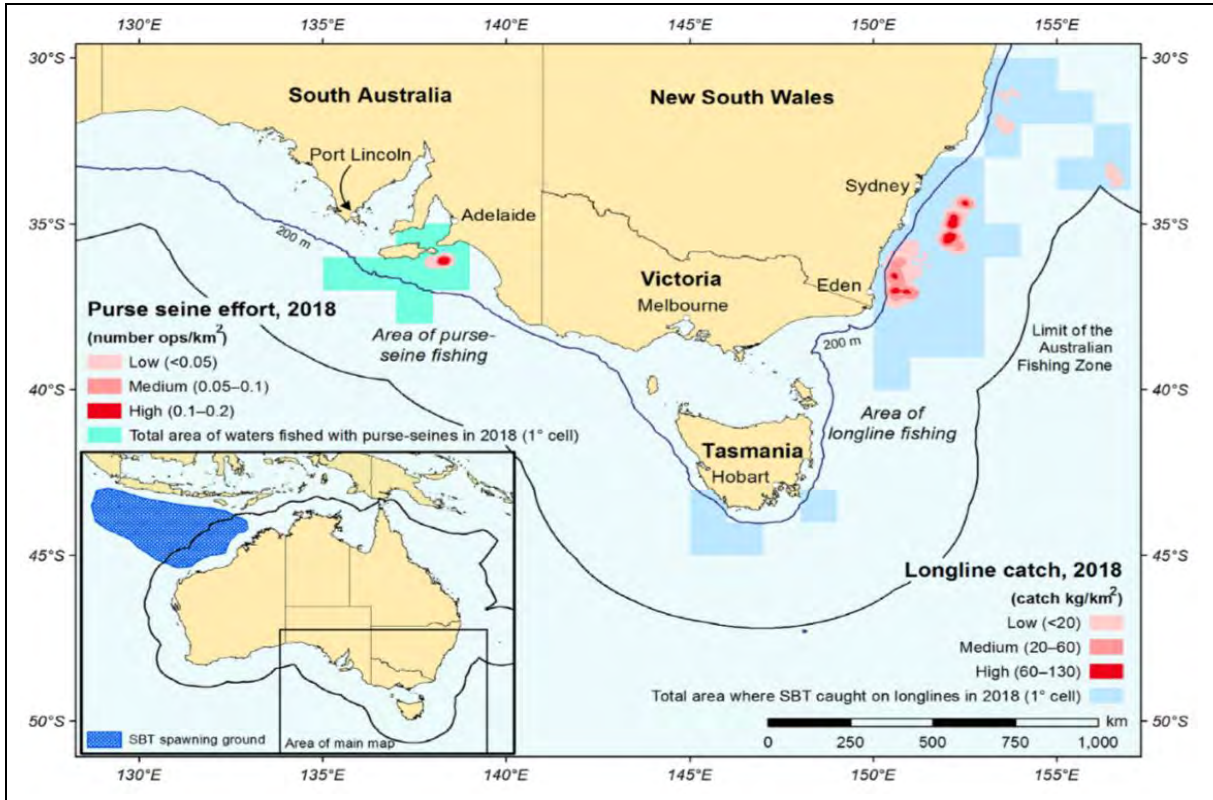 130°E 135°E 140°E 145°E 150°E 155°E
30°S 30°S
South Australia New South Wales
Port Lincoln
Sydney
35°S Adelaide 35°S
200 m
Victoria
Eden
Melbourne
Purse seine effort, 2018
(number ops/km²)
Low (<0.05)
Medium (0.05–0.1)
High (0.1–0.2)
Total area of waters fished with purse-seines in 2018 (1° cell)
Area of purse-
seine fishing
200 m
Limit of the
Australian
Fishing Zone
40°S 40°S
Area of
longline fishing
Tasmania
Hobart
45°S 45°S
Longline catch, 2018
(catch kg/km²)
Low (<20)
Medium (20–60)
High (60–130)
Total area where SBT caught on longlines in 2018 (1° cell)
km
0 250 500 750 1,000
50°S 50°S
SBT spawning ground
Area of main map
130°E 135°E 140°E 145°E 150°E 155°E